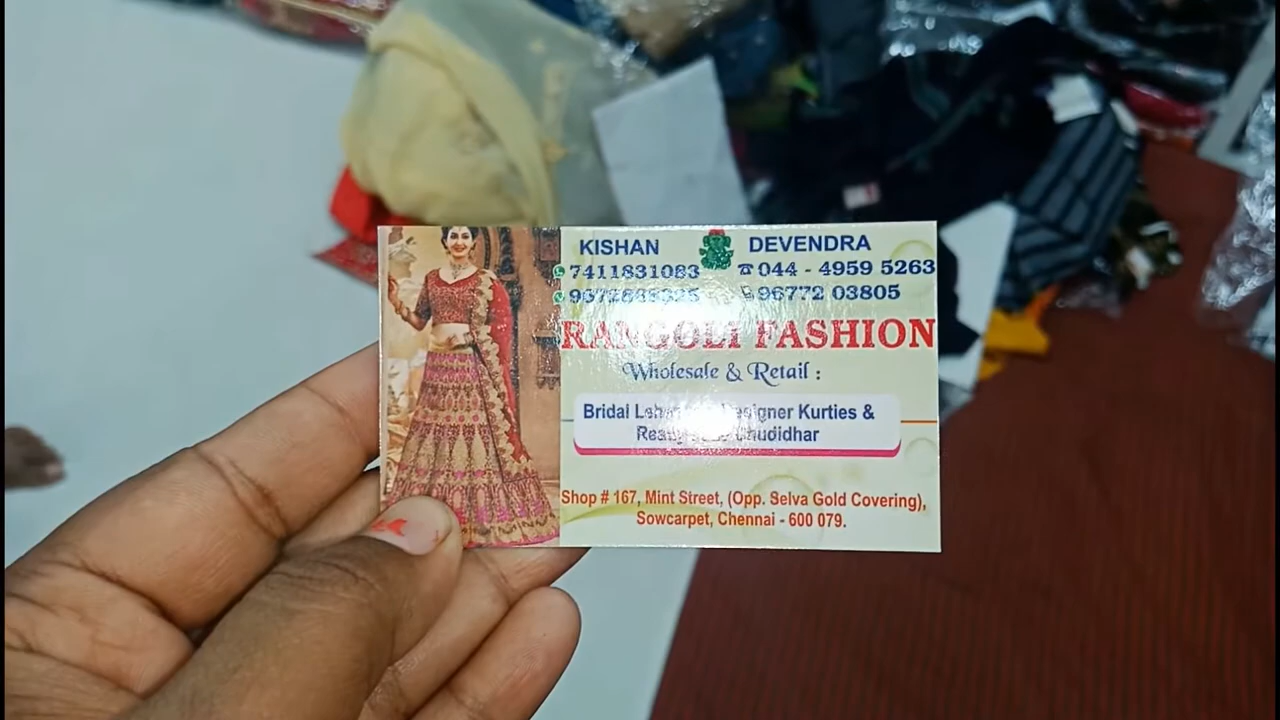 KISHAN
7411831083
DEVENDRA
044 - 4959 5263
96772 03805
RANGOLI FASHION
Wholesale & Retail :
Bridal Designer Kurties &
Chudidhar
Shop # 167, Mint Street, (Opp. Selva Gold Covering),
Sowcarpet, Chennai - 600 079.